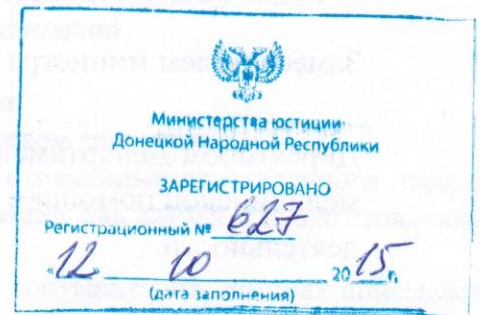 Министерства юстиции
Донецкой Народной Республики
ЗАРЕГИСТРИРОВАНО
Регистрационный № 627
«12 10 2015 г.
(дата заполнения)